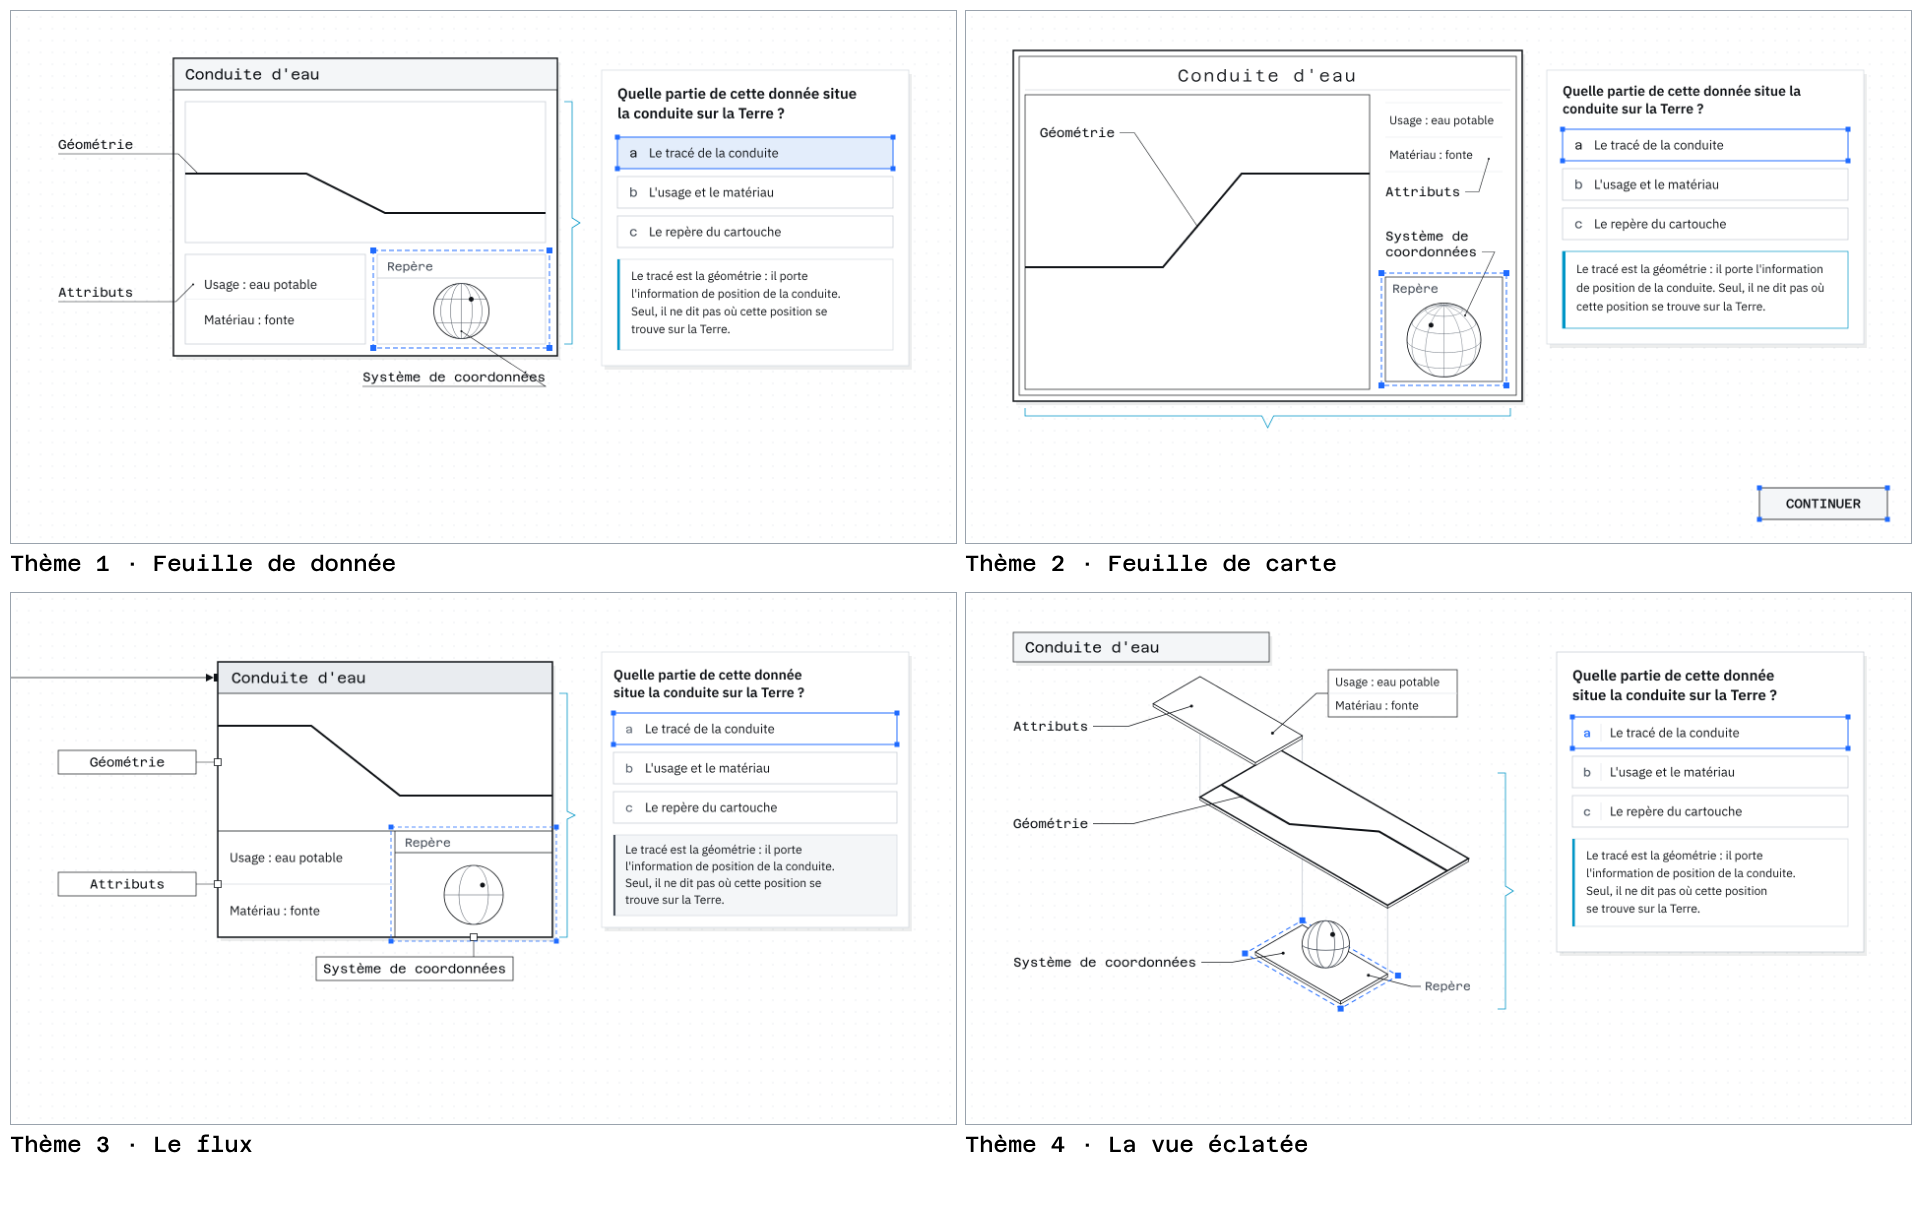 Conduite d'eau
Géométrie
Attributs
Usage : eau potable
Matériau : fonte
Repère
Système de coordonnées
Quelle partie de cette donnée situe
la conduite sur la Terre ?
a Le tracé de la conduite
b L'usage et le matériau
c Le repère du cartouche
Le tracé est la géométrie : il porte
l'information de position de la conduite.
Seul, il ne dit pas où cette position se
trouve sur la Terre.
Thème 1 · Feuille de donnée
Conduite d'eau
Géométrie
Usage : eau potable
Matériau : fonte
Attributs
Système de
coordonnées
Repère
Quelle partie de cette donnée situe la
conduite sur la Terre ?
a Le tracé de la conduite
b L'usage et le matériau
c Le repère du cartouche
Le tracé est la géométrie : il porte l'information
de position de la conduite. Seul, il ne dit pas où
cette position se trouve sur la Terre.
CONTINUER
Thème 2 · Feuille de carte
Conduite d'eau
Géométrie
Attributs
Usage : eau potable
Matériau : fonte
Repère
Système de coordonnées
Quelle partie de cette donnée
situe la conduite sur la Terre ?
a Le tracé de la conduite
b L'usage et le matériau
c Le repère du cartouche
Le tracé est la géométrie : il porte
l'information de position de la conduite.
Seul, il ne dit pas où cette position se
trouve sur la Terre.
Thème 3 · Le flux
Conduite d'eau
Usage : eau potable
Matériau : fonte
Attributs
Géométrie
Système de coordonnées
Repère
Quelle partie de cette donnée
situe la conduite sur la Terre ?
a Le tracé de la conduite
b L'usage et le matériau
c Le repère du cartouche
Le tracé est la géométrie : il porte
l'information de position de la conduite.
Seul, il ne dit pas où cette position
se trouve sur la Terre.
Thème 4 · La vue éclatée